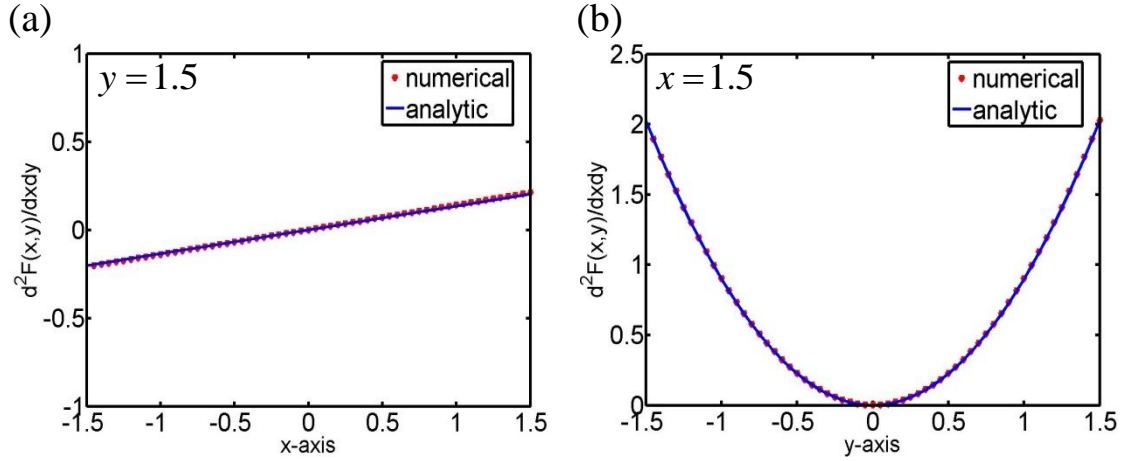 (a)
y = 1.5
numerical
analytic
1
0.5
0
-0.5
-1
-1.5 -1 -0.5 0 0.5 1 1.5
x-axis
d²F(x,y)/dxdy
(b)
x = 1.5
numerical
analytic
2.5
2
1.5
1
0.5
0
-1.5 -1 -0.5 0 0.5 1 1.5
y-axis
d²F(x,y)/dxdy